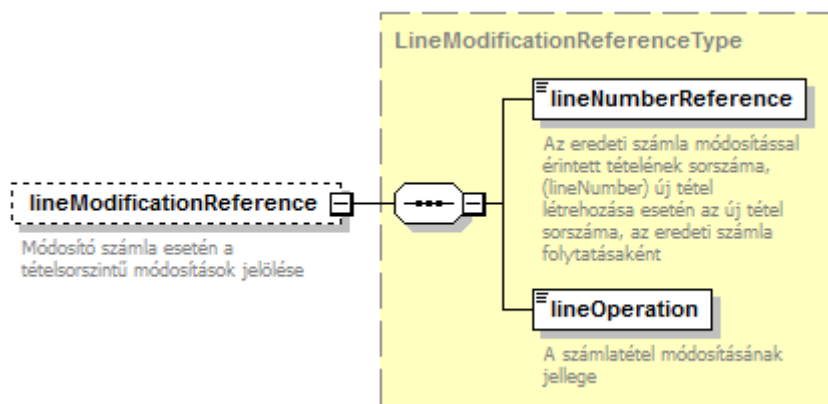 LineModificationReferenceType
lineNumberReference
Az eredeti számla módosítással
érintett tételének sorszáma,
(lineNumber) új tétel
létrehozása esetén az új tétel
sorszáma, az eredeti számla
folytatásaként
lineModificationReference
Módosító számla esetén a
tételsorszintű módosítások jelölése
lineOperation
A számlatétel módosításának
jellege